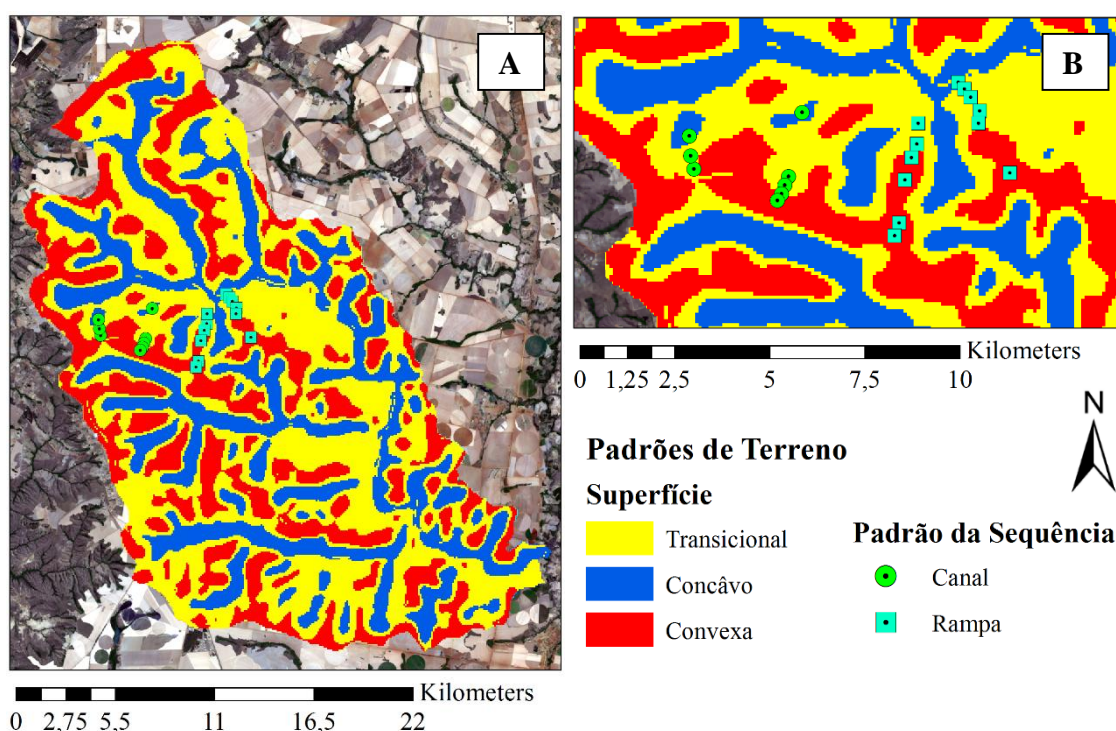 A
B
Kilometers
0 1,25 2,5 5 7,5 10
N
Padrões de Terreno
Superfície
Transicional
Concâvo
Convexa
Padrão da Sequência
Canal
Rampa
Kilometers
0 2,75 5,5 11 16,5 22